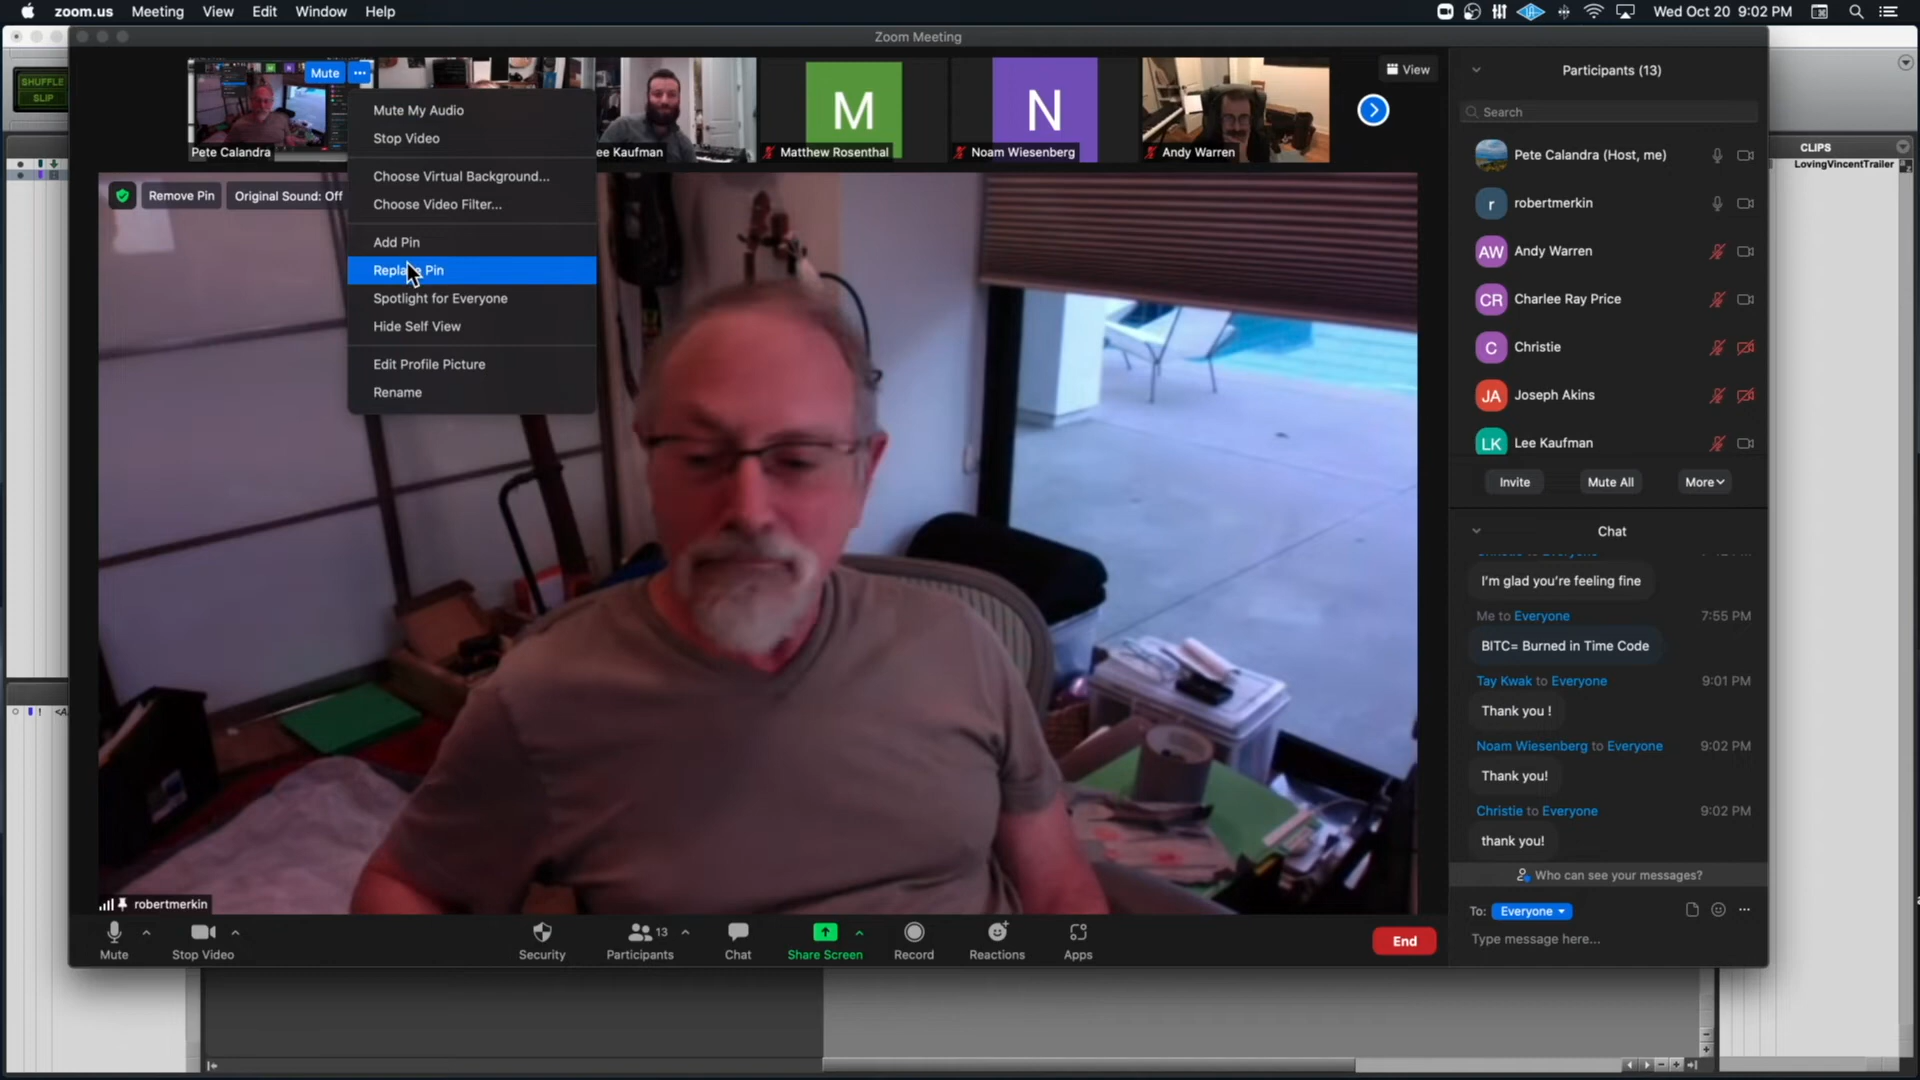 zoom.us Meeting View Edit Window Help
Wed Oct 20 9:02 PM
Zoom Meeting
SHUFFLE
SLIP
Mute
Pete Calandra
ee Kaufman
M
Matthew Rosenthal
N
Noam Wiesenberg
Andy Warren
View
Remove Pin
Original Sound: Off
Mute My Audio
Stop Video
Choose Virtual Background...
Choose Video Filter...
Add Pin
Replace Pin
Spotlight for Everyone
Hide Self View
Edit Profile Picture
Rename
robertmerkin
Participants (13)
Search
Pete Calandra (Host, me)
r robertmerkin
AW Andy Warren
CR Charlee Ray Price
C Christie
JA Joseph Akins
LK Lee Kaufman
Invite Mute All More
Chat
I'm glad you're feeling fine
Me to Everyone 7:55 PM
BITC= Burned in Time Code
Tay Kwak to Everyone 9:01 PM
Thank you !
Noam Wiesenberg to Everyone 9:02 PM
Thank you!
Christie to Everyone 9:02 PM
thank you!
Who can see your messages?
To: Everyone
Type message here...
Mute
Stop Video
Security
13
Participants
Chat
Share Screen
Record
Reactions
Apps
End
CLIPS
LovingVincentTrailer